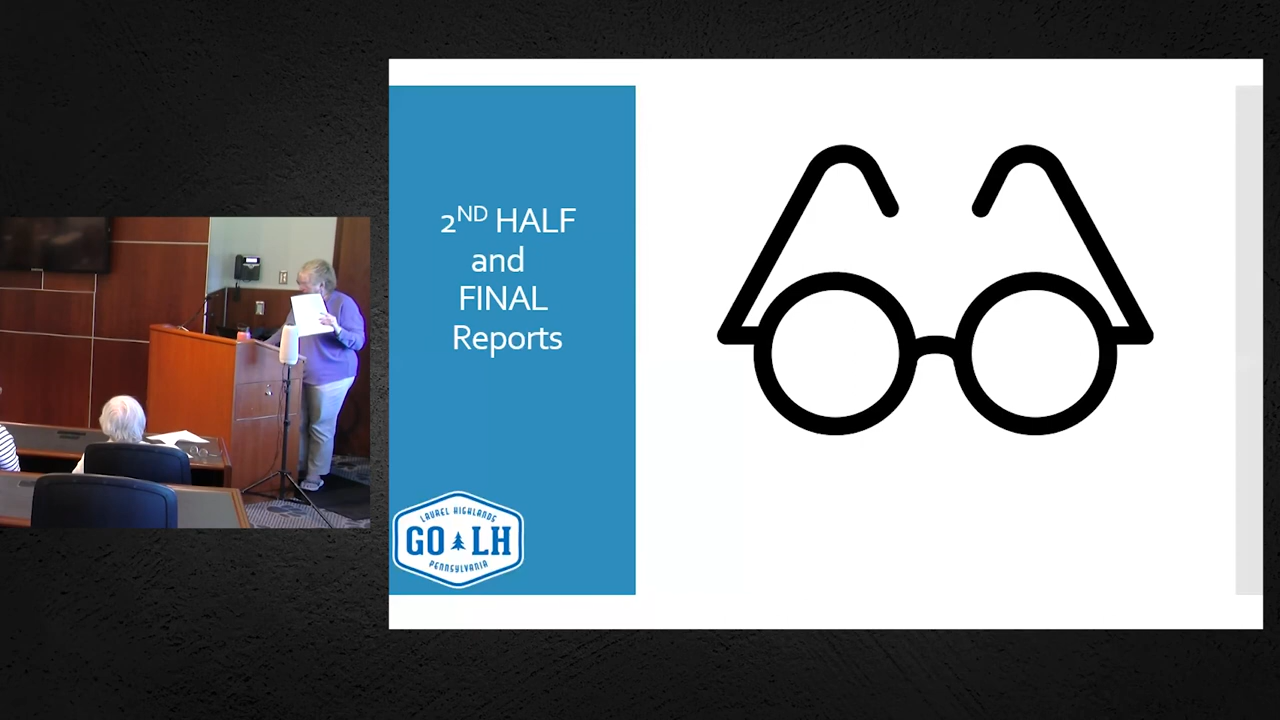 2ND HALF
and
FINAL
Reports
LAUREL HIGHLANDS
GO LH
PENNSYLVANIA